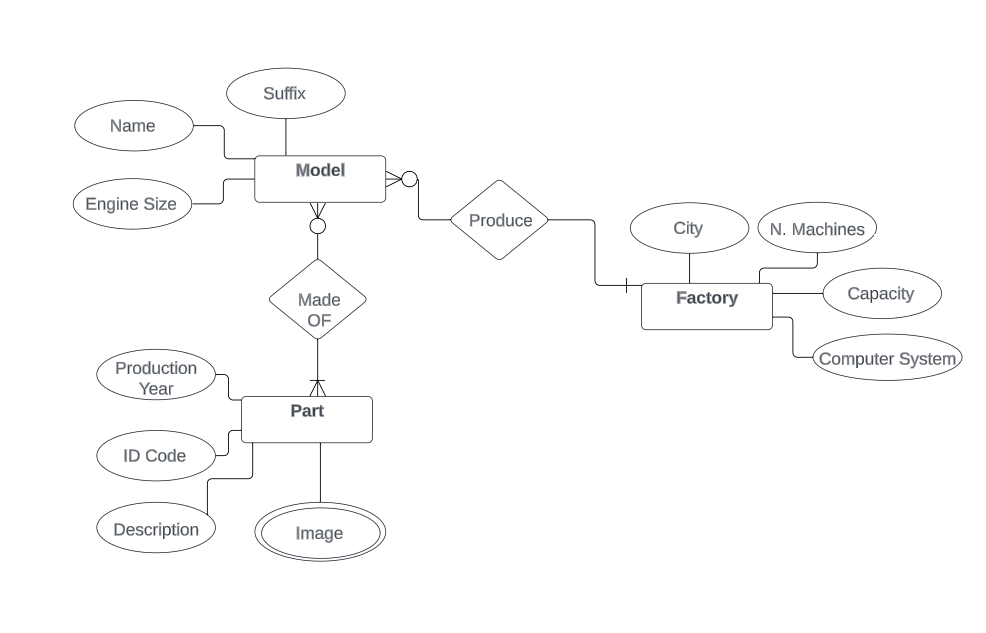 Suffix
Name
Model
Engine Size
Produce
City
N. Machines
Made
OF
Factory
Capacity
Computer System
Production
Year
Part
ID Code
Description
Image